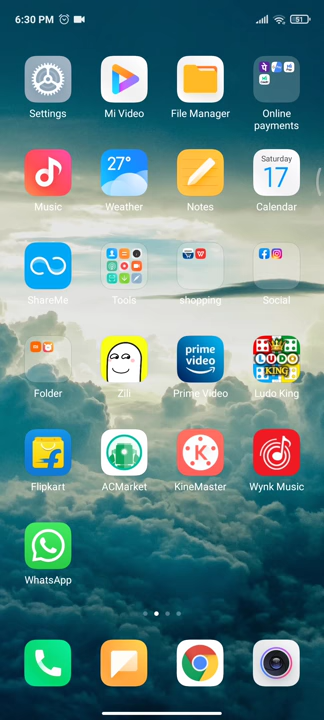 6:30 PM 51
Settings Mi Video File Manager Online payments
27° Saturday 17
Music Weather Notes Calendar
ShareMe Tools shopping Social
prime video LUDO KING
Folder Zili Prime Video Ludo King
K
Flipkart ACMarket KineMaster Wynk Music
WhatsApp